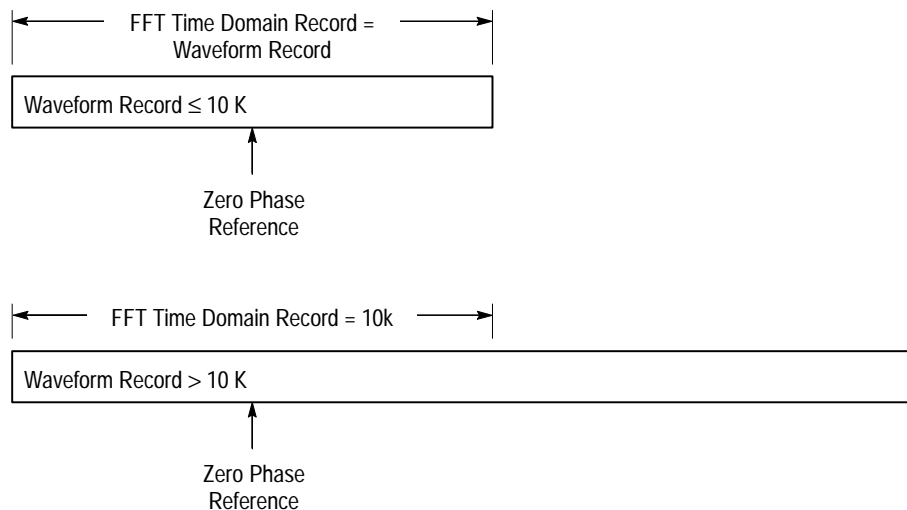 FFT Time Domain Record =
Waveform Record
Waveform Record ≤ 10 K
Zero Phase
Reference
FFT Time Domain Record = 10k
Waveform Record > 10 K
Zero Phase
Reference